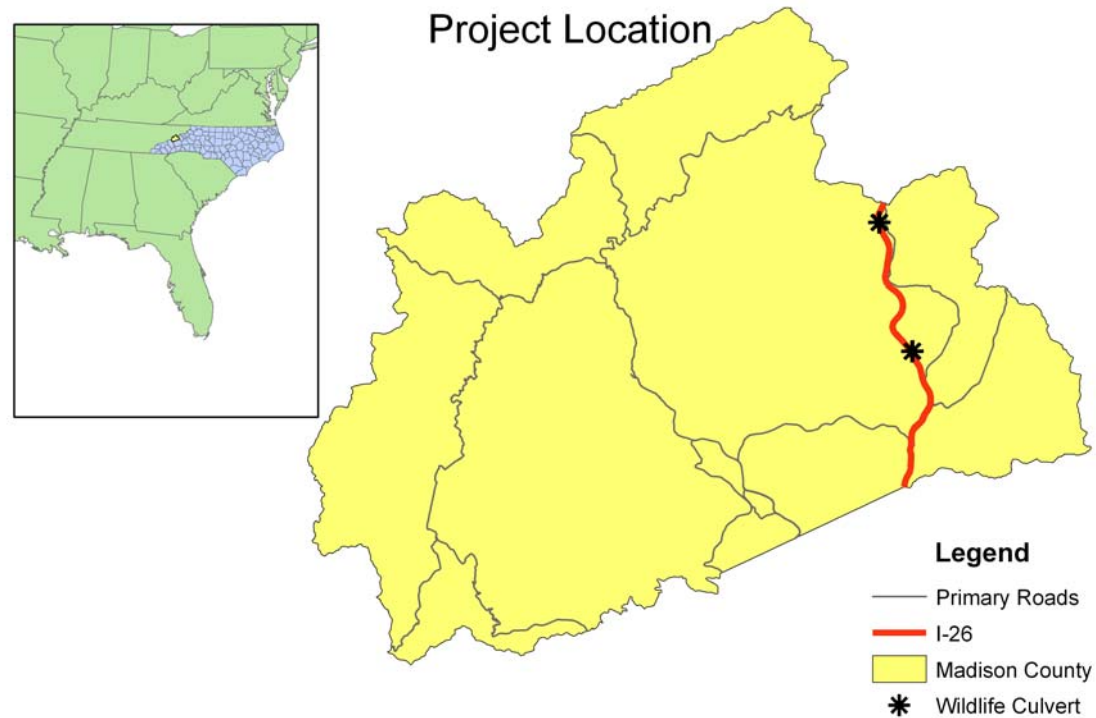 Project Location
Legend
Primary Roads
I-26
Madison County
Wildlife Culvert